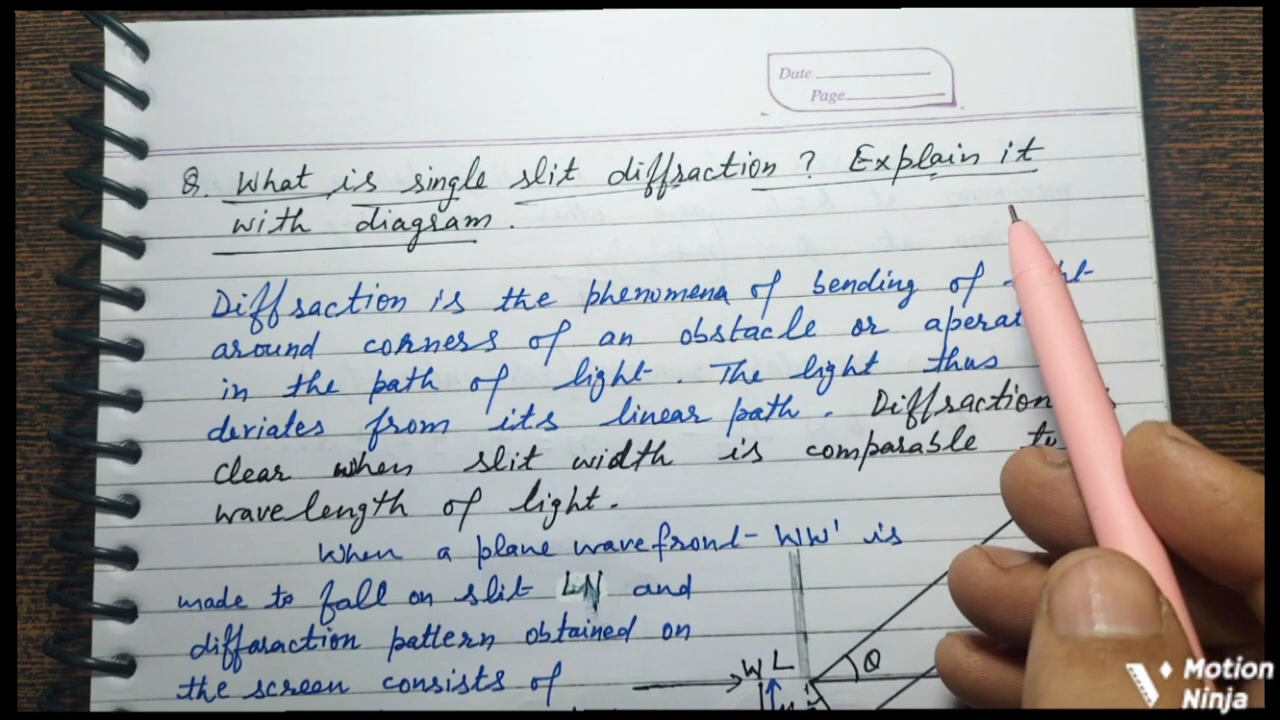 Date
Page
Q. What is single slit diffraction ? Explain it
with diagram .
Diffraction is the phenomena of bending of
around corners of an obstacle or
in the path of light . The light thus
deviates from its linear path . Diffraction
clear when slit width is comparable to
wavelength of light .
When a plane wavefront WW' is
made to fall on slit LN and
diffaraction pattern obtained on
the screen consists of
W L
θ
Motion
Ninja